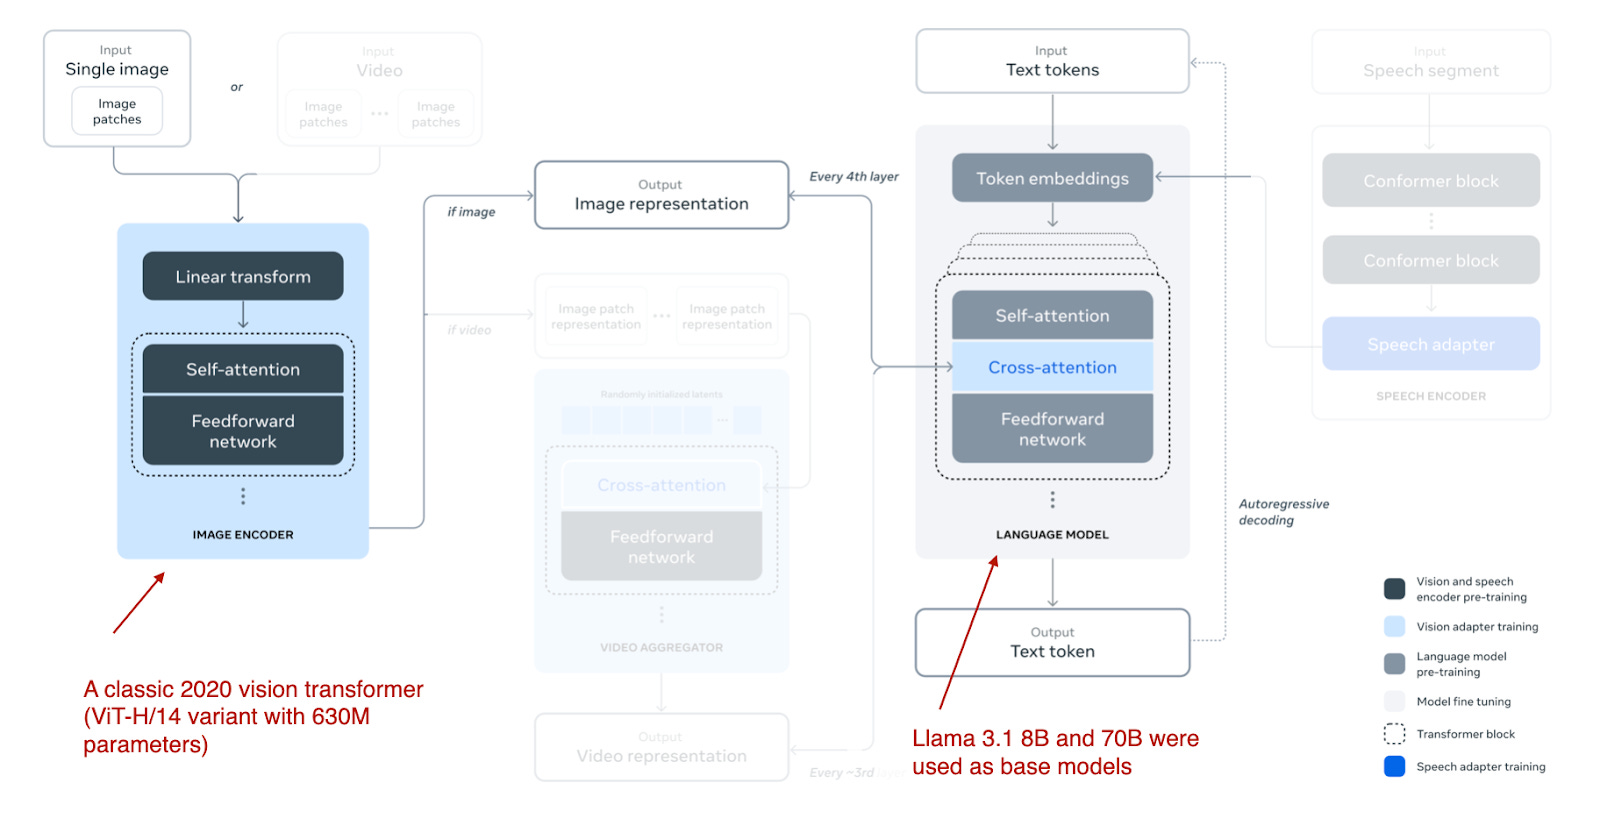 Input
Single image
Image
patches
or
Input
Video
Image
patches
...
Image
patches
Linear transform
Self-attention
Feedforward
network
IMAGE ENCODER
A classic 2020 vision transformer
(ViT-H/14 variant with 630M
parameters)
if image
Output
Image representation
if video
Image patch
representation
...
Image patch
representation
Randomly initialized latents
...
Cross-attention
Feedforward
network
VIDEO AGGREGATOR
Output
Video representation
Every 4th layer
Every ~3rd layer
Input
Text tokens
Token embeddings
Self-attention
Cross-attention
Feedforward
network
LANGUAGE MODEL
Output
Text token
Llama 3.1 8B and 70B were
used as base models
Autoregressive
decoding
Input
Speech segment
Conformer block
Conformer block
Speech adapter
SPEECH ENCODER
Vision and speech
encoder pre-training
Vision adapter training
Language model
pre-training
Model fine tuning
Transformer block
Speech adapter training